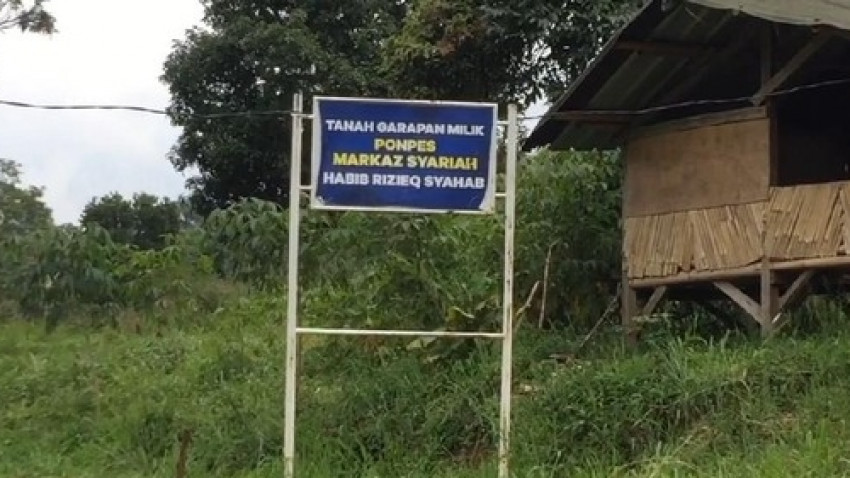 TANAH GARAPAN MILIK
PONPES
MARKAZ SYARIAH
HABIB RIZIEQ SYAHAB